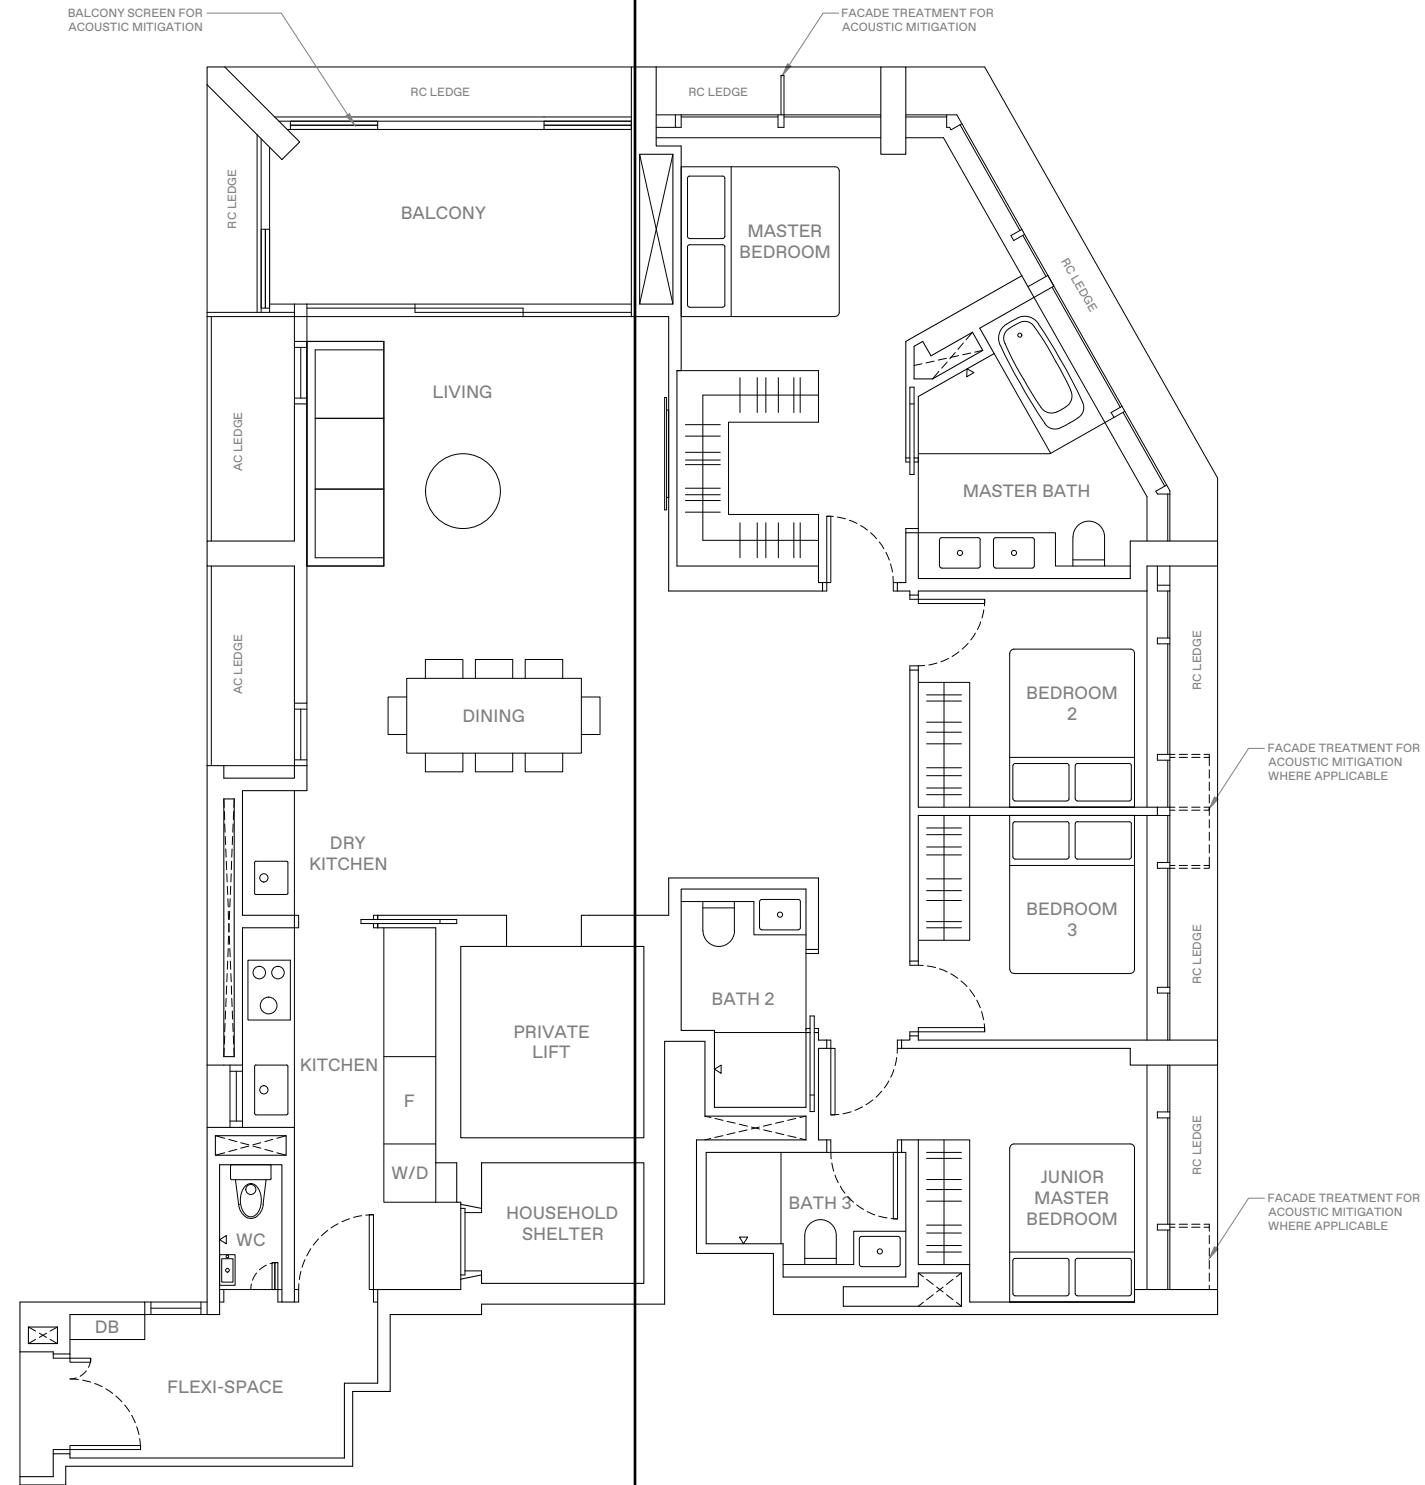 BALCONY SCREEN FOR
ACOUSTIC MITIGATION
FACADE TREATMENT FOR
ACOUSTIC MITIGATION
RC LEDGE
RC LEDGE
RC LEDGE
BALCONY
MASTER
BEDROOM
RC LEDGE
LIVING
AC LEDGE
MASTER BATH
AC LEDGE
RC LEDGE
DINING
BEDROOM
2
FACADE TREATMENT FOR
ACOUSTIC MITIGATION
WHERE APPLICABLE
DRY
KITCHEN
BEDROOM
3
RC LEDGE
BATH 2
PRIVATE
LIFT
KITCHEN
F
W/D
RC LEDGE
JUNIOR
MASTER
BEDROOM
BATH 3
HOUSEHOLD
SHELTER
WC
FACADE TREATMENT FOR
ACOUSTIC MITIGATION
WHERE APPLICABLE
DB
FLEXI-SPACE